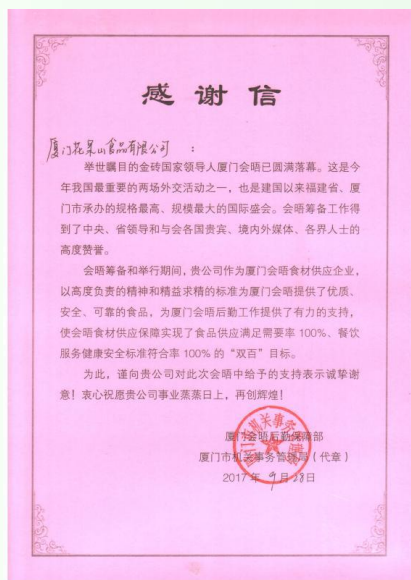 感谢信
厦门花果山食品有限公司：
举世瞩目的金砖国家领导人厦门会晤已圆满落幕。这是今
年我国最重要的两场外交活动之一，也是建国以来福建省、厦
门市承办的规格最高、规模最大的国际盛会。会晤筹备工作得
到了中央、省领导和与会各国贵宾、境内外媒体、各界人士的
高度赞誉。
会晤筹备和举行期间，贵公司作为厦门会晤食材供应企业，
以高度负责的精神和精益求精的标准为厦门会晤提供了优质、
安全、可靠的食品，为厦门会晤后勤工作提供了有力的支持，
使会晤食材供应保障实现了食品供应满足需要率 100%、餐饮
服务健康安全标准符合率 100% 的“双百”目标。
为此，谨向贵公司对此次会晤中给予的支持表示诚挚谢
意！衷心祝愿贵公司事业蒸蒸日上，再创辉煌！
厦门会晤后勤保障部
厦门市机关事务管理局（代章）
2017 年 9 月 28 日
厦门市机关事务管理局